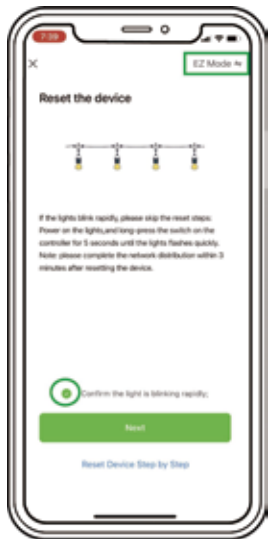 7:39
EZ Mode ⇋
Reset the device
If the lights blink rapidly, please skip the reset steps:
Power on the lights,and long-press the switch on the
controller for 5 seconds until the lights flashes quickly.
Note: please complete the network distribution within 3
minutes after resetting the device.
Confirm the light is blinking rapidly;
Next
Reset Device Step by Step